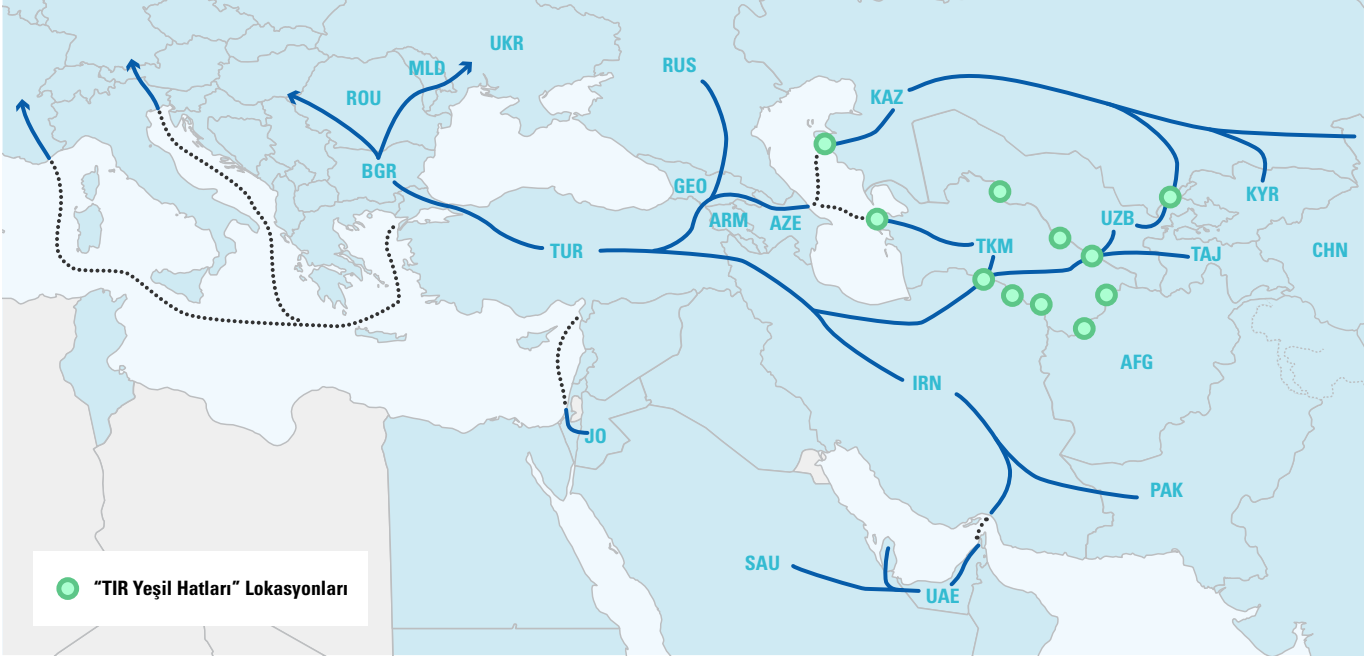 UKR
MLD
RUS
ROU
KAZ
BGR
GEO
KYR
ARM
AZE
UZB
TUR
TKM
TAJ
CHN
AFG
IRN
JO
PAK
SAU
UAE
“TIR Yeşil Hatları” Lokasyonları